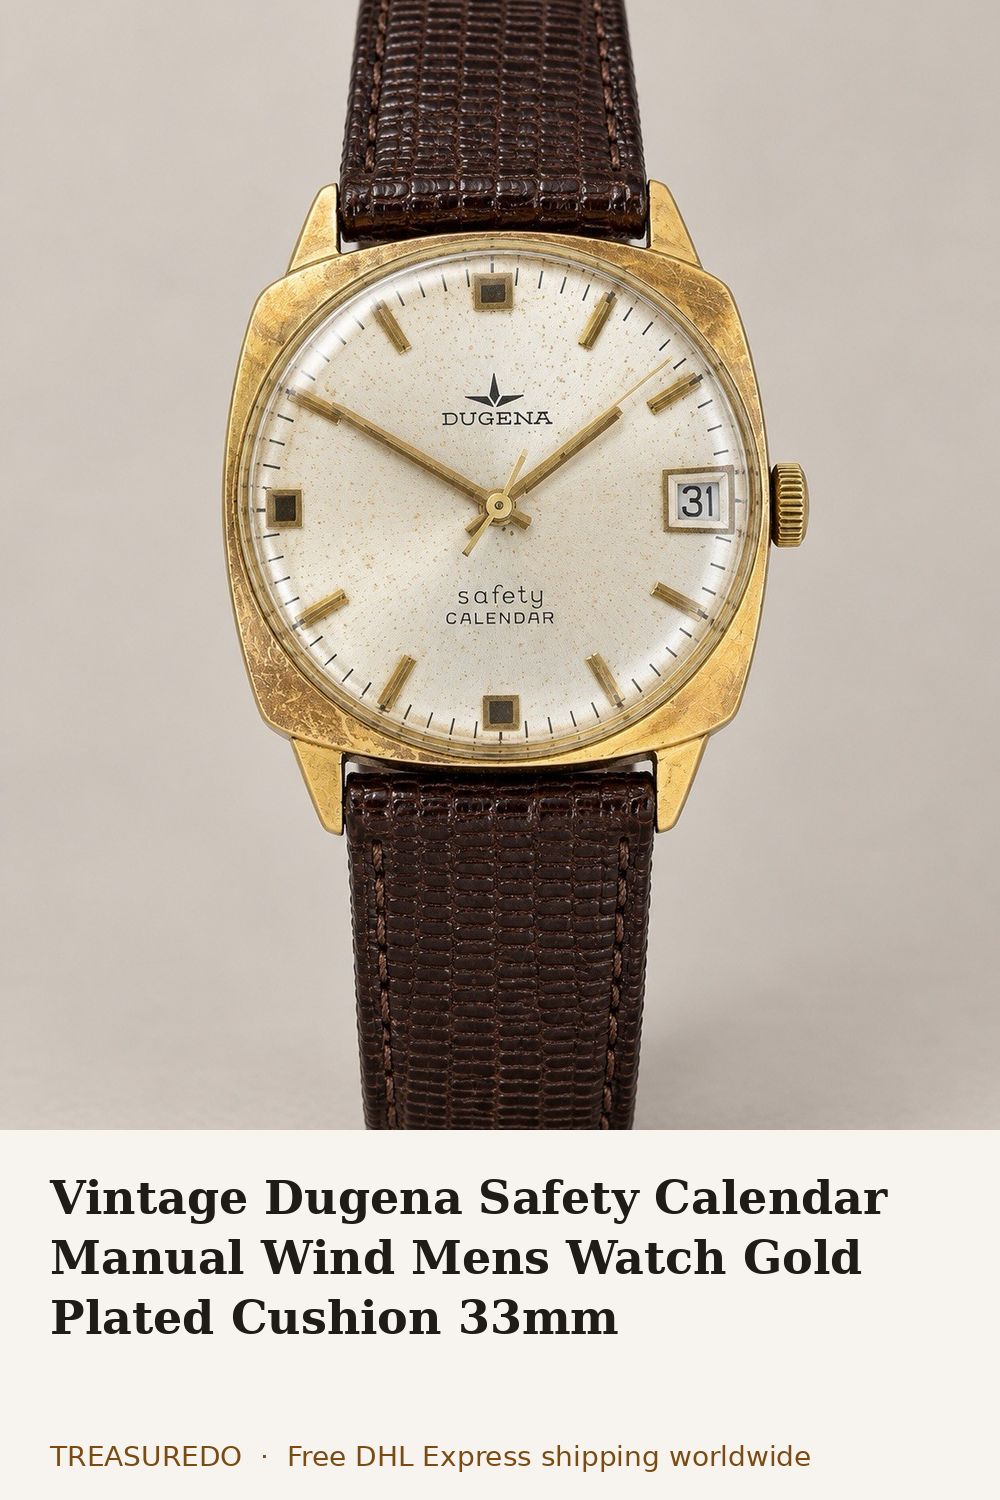 DUGENA
31
safety
CALENDAR
Vintage Dugena Safety Calendar
Manual Wind Mens Watch Gold
Plated Cushion 33mm
TREASUREDO · Free DHL Express shipping worldwide